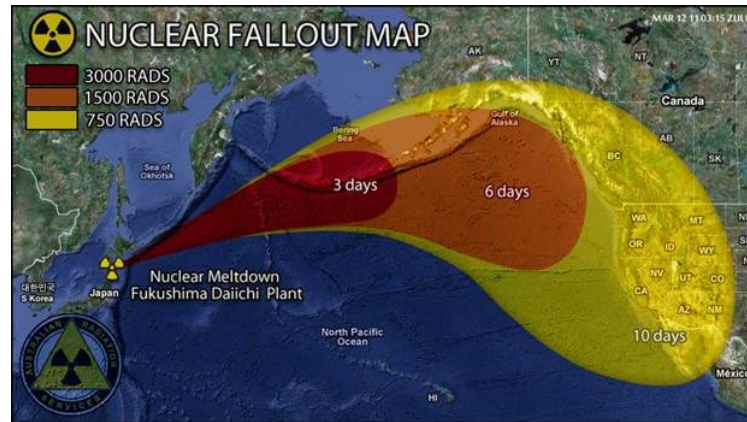 MAR 12 11 03:15 ZULU
NUCLEAR FALLOUT MAP
3000 RADS
1500 RADS
750 RADS
AK
YT
NT
Canada
Gulf of
Alaska
Bering
Sea
Sea of
Okhotsk
BC
AB
SK
3 days
6 days
WA
MT
OR
ID
WY
NV
UT
CO
CA
AZ
NM
Nuclear Meltdown
Fukushima Daiichi Plant
대한민국
S Korea
Japan
North Pacific
Ocean
10 days
HI
México
AUSTRALIAN RADIATION
SERVICES